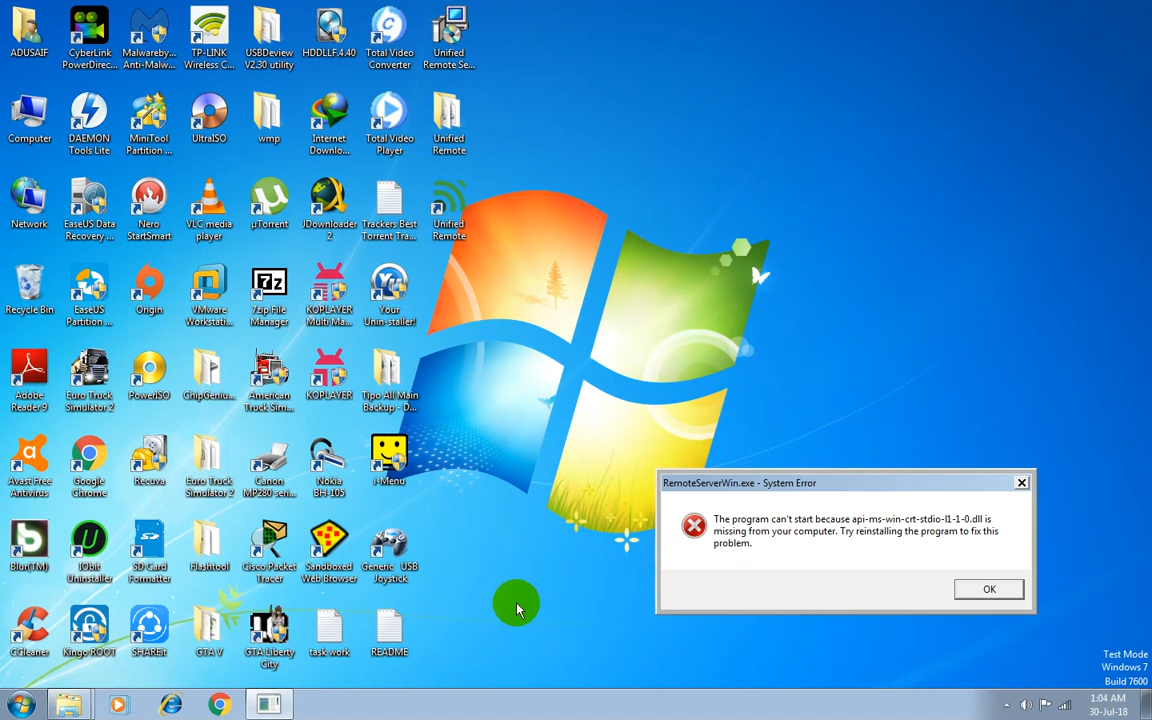 ADUSAIF
CyberLink
PowerDirec...
Malwareby...
Anti-Malw...
TP-LINK
Wireless C...
USBDeview
V2.30 utility
HDDLLF.4.40
Total Video
Converter
Unified
Remote Se...
Computer
DAEMON
Tools Lite
MiniTool
Partition ...
UltraISO
wmp
Internet
Downlo...
Total Video
Player
Unified
Remote
Network
EaseUS Data
Recovery ...
Nero
StartSmart
VLC media
player
µTorrent
JDownloader
2
Trackers Best
Torrent Tra...
Unified
Remote
Recycle Bin
EaseUS
Partition ...
Origin
VMware
Workstati...
7zip File
Manager
KOPLAYER
Multi Ma...
Your
Unin-staller!
Adobe
Reader 9
Euro Truck
Simulator 2
PowerISO
ChipGeniu...
American
Truck Sim...
KOPLAYER
Tipo All Main
Backup - D...
Avast Free
Antivirus
Google
Chrome
Recuva
Euro Truck
Simulator 2
Canon
MP280 seri...
Nokia
BH-105
i-Menu
Blur(TM)
IObit
Uninstaller
SD Card
Formatter
Flashtool
Cisco Packet
Tracer
Sandboxed
Web Browser
Generic USB
Joystick
CCleaner
Kingo ROOT
SHAREit
GTA V
GTA Liberty
City
task work
README
RemoteServerWin.exe - System Error
The program can't start because api-ms-win-crt-stdio-l1-1-0.dll is
missing from your computer. Try reinstalling the program to fix this
problem.
OK
Test Mode
Windows 7
Build 7600
1:04 AM
30-Jul-18